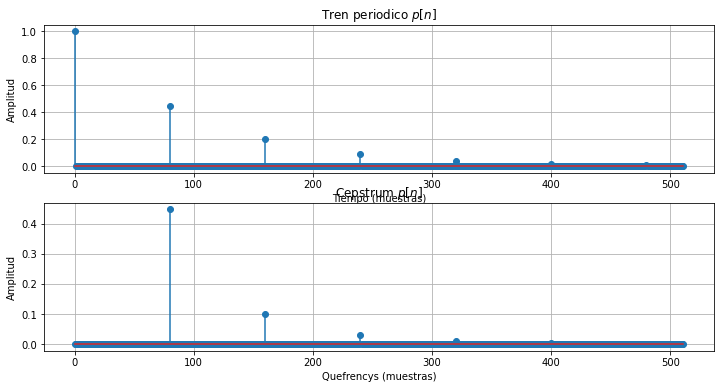 Tren periodico p[n]
Amplitud
1.0
0.8
0.6
0.4
0.2
0.0
0 100 200 300 400 500
Tiempo (muestras)
Cepstrum p[n]
Amplitud
0.4
0.3
0.2
0.1
0.0
0 100 200 300 400 500
Quefrencys (muestras)